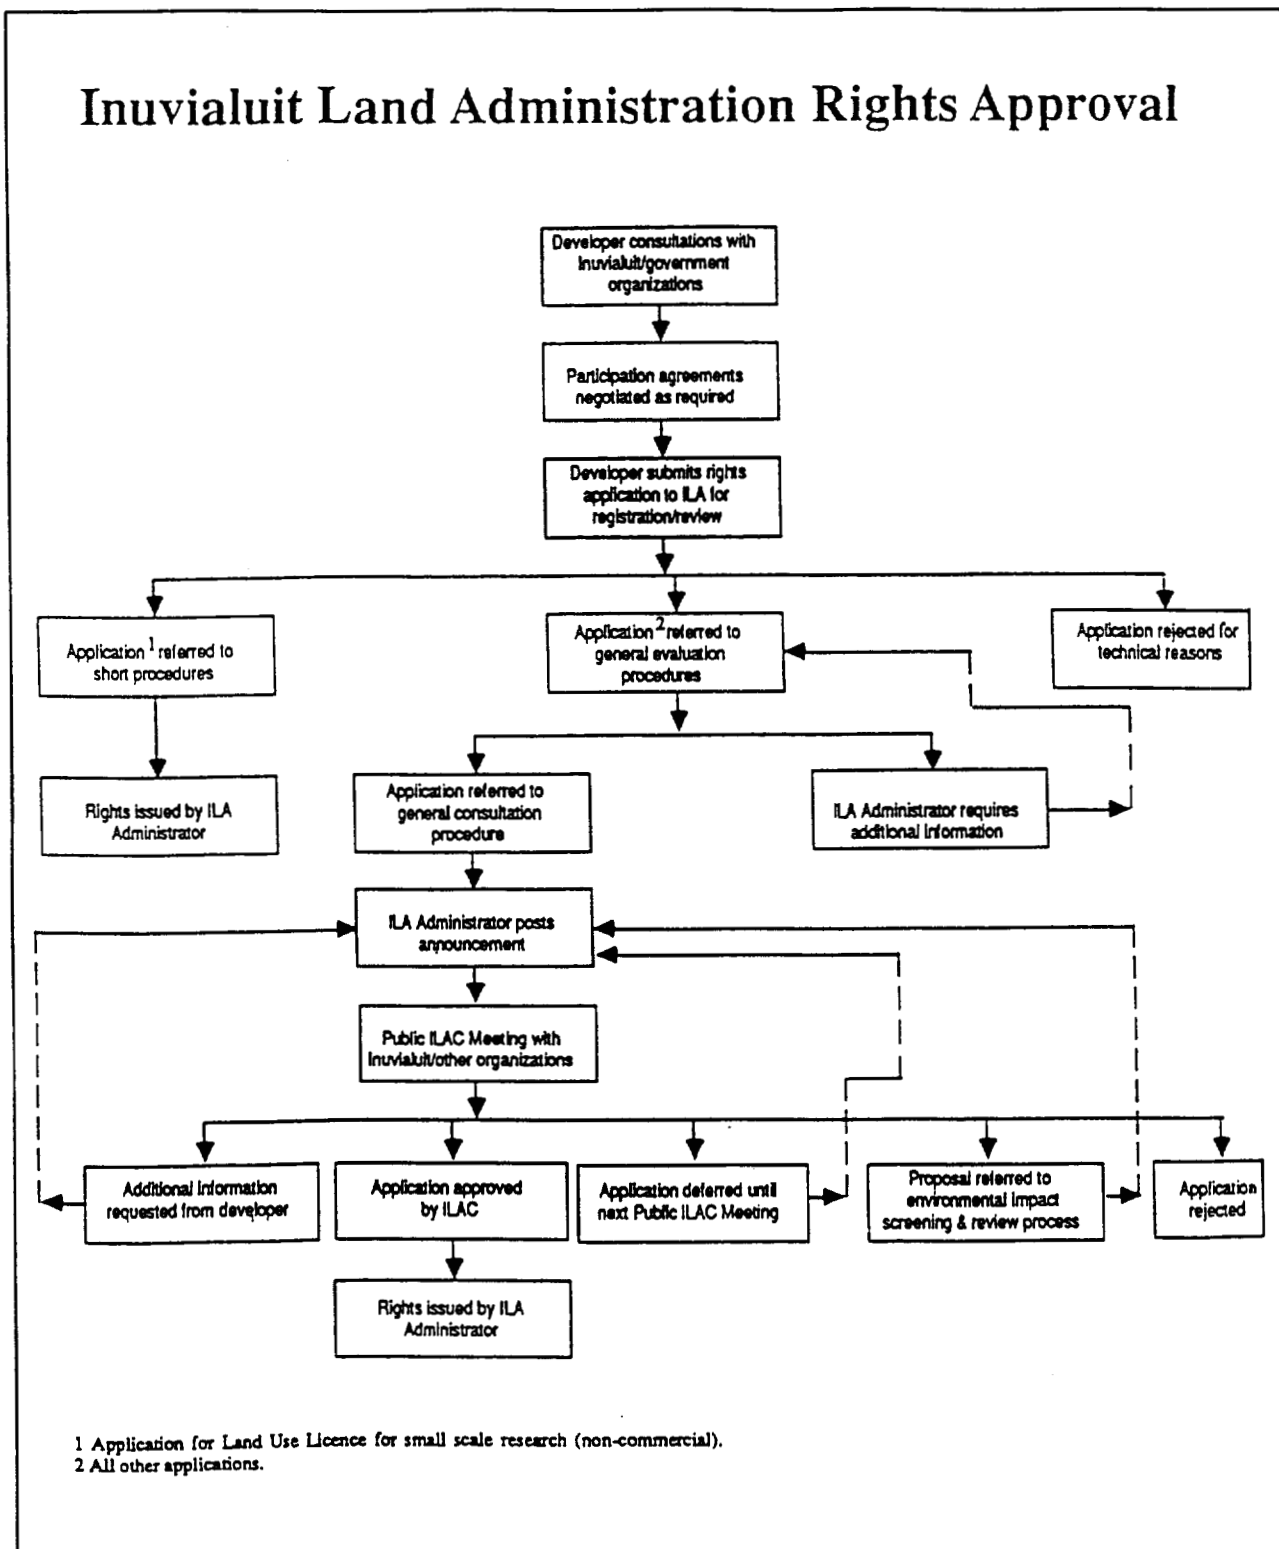 Inuvialuit Land Administration Rights Approval
Developer consultations with
Inuvialuit/government
organizations
Participation agreements
negotiated as required
Developer submits rights
application to ILA for
registration/review
Application 1 referred to
short procedures
Application 2 referred to
general evaluation
procedures
Application rejected for
technical reasons
Rights issued by ILA
Administrator
Application referred to
general consultation
procedure
ILA Administrator requires
additional information
ILA Administrator posts
announcement
Public ILAC Meeting with
Inuvialuit/other organizations
Additional information
requested from developer
Application approved
by ILAC
Application deferred until
next Public ILAC Meeting
Proposal referred to
environmental impact
screening & review process
Application
rejected
Rights issued by ILA
Administrator
1 Application for Land Use Licence for small scale research (non-commercial).
2 All other applications.